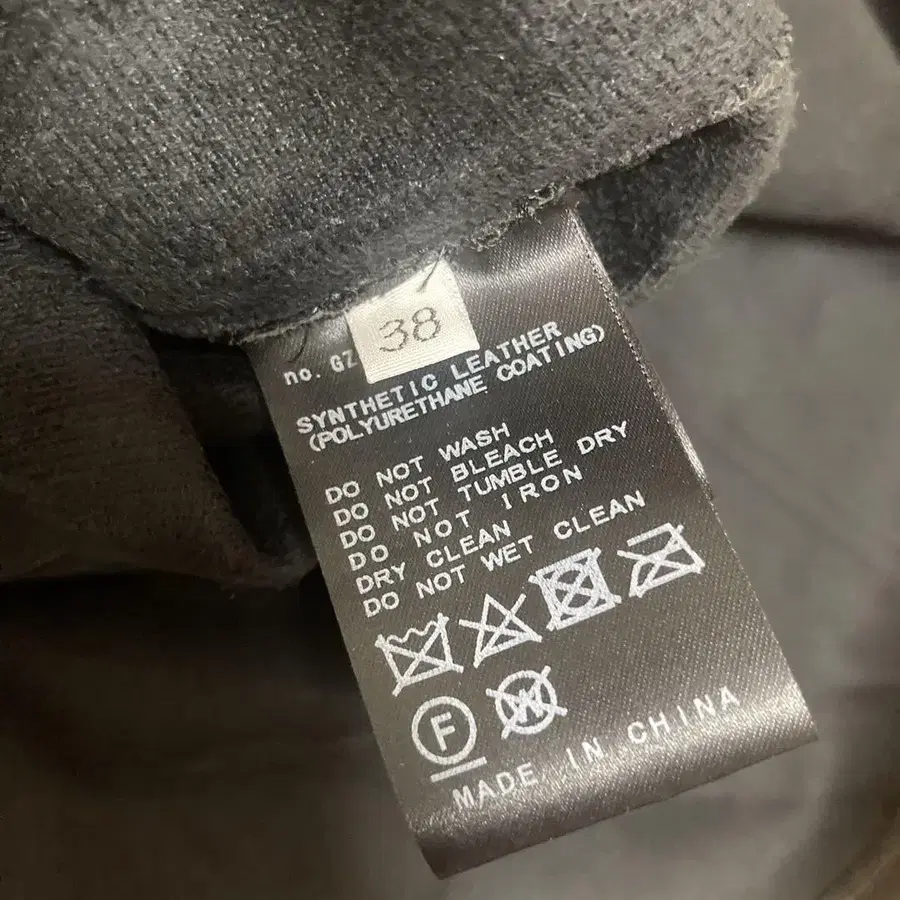 38
no. GZ
SYNTHETIC LEATHER
(POLYURETHANE COATING)
DO NOT WASH
DO NOT BLEACH
DO NOT TUMBLE DRY
DO NOT IRON
DRY CLEAN
DO NOT WET CLEAN
F W
MADE IN CHINA